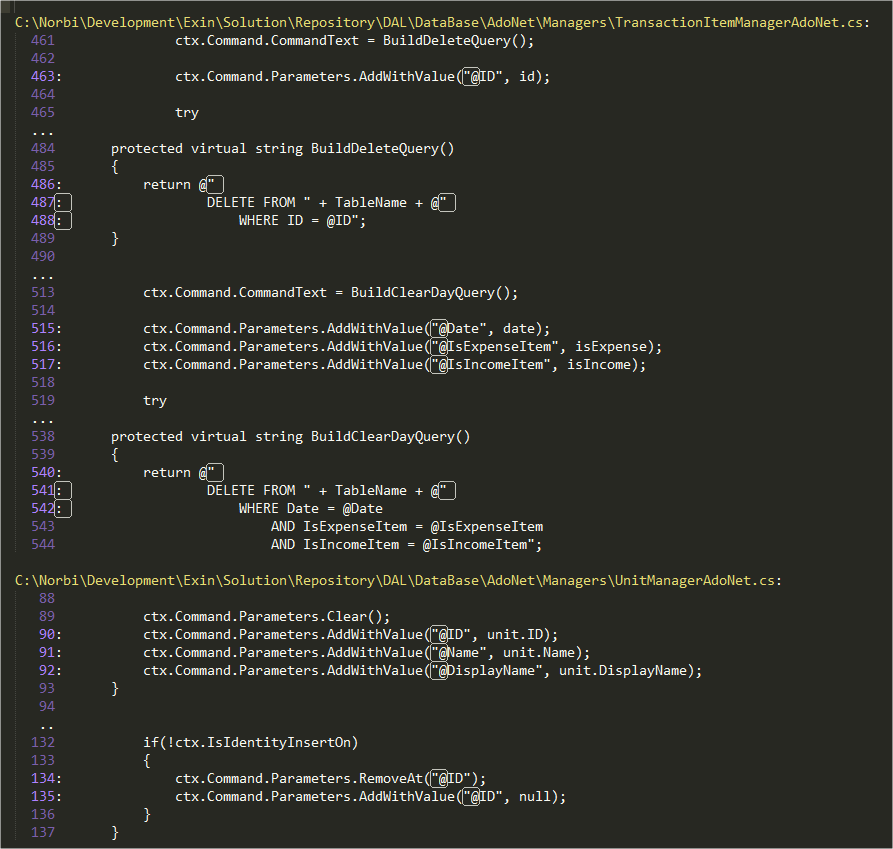 C:\Norbi\Development\Exin\Solution\Repository\DAL\DataBase\AdoNet\Managers\TransactionItemManagerAdoNet.cs:
461                ctx.Command.CommandText = BuildDeleteQuery();
462
463:               ctx.Command.Parameters.AddWithValue("@ID", id);
464
465                try
...
484        protected virtual string BuildDeleteQuery()
485        {
486:           return @"
487:                   DELETE FROM " + TableName + @"
488:                       WHERE ID = @ID";
489        }
490
...
513            ctx.Command.CommandText = BuildClearDayQuery();
514
515:           ctx.Command.Parameters.AddWithValue("@Date", date);
516:           ctx.Command.Parameters.AddWithValue("@IsExpenseItem", isExpense);
517:           ctx.Command.Parameters.AddWithValue("@IsIncomeItem", isIncome);
518
519            try
...
538        protected virtual string BuildClearDayQuery()
539        {
540:           return @"
541:                   DELETE FROM " + TableName + @"
542:                       WHERE Date = @Date
543                            AND IsExpenseItem = @IsExpenseItem
544                            AND IsIncomeItem = @IsIncomeItem";
C:\Norbi\Development\Exin\Solution\Repository\DAL\DataBase\AdoNet\Managers\UnitManagerAdoNet.cs:
88
89            ctx.Command.Parameters.Clear();
90:           ctx.Command.Parameters.AddWithValue("@ID", unit.ID);
91:           ctx.Command.Parameters.AddWithValue("@Name", unit.Name);
92:           ctx.Command.Parameters.AddWithValue("@DisplayName", unit.DisplayName);
93        }
94
..
132            if(!ctx.IsIdentityInsertOn)
133            {
134:               ctx.Command.Parameters.RemoveAt("@ID");
135:               ctx.Command.Parameters.AddWithValue("@ID", null);
136            }
137        }